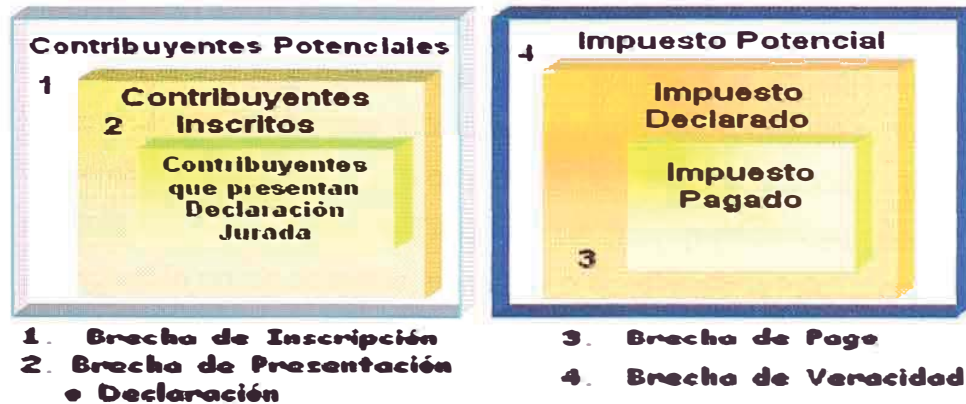 Contribuyentes Potenciales
1
Contribuyentes
2 Inscritos
Contribuyentes
que presentan
Declaración
Jurada
1. Brecha de Inscripción
2. Brecha de Presentación
o Declaración
4 Impuesto Potencial
Impuesto
Declarado
Impuesto
Pagado
3
3. Brecha de Pago
4. Brecha de Veracidad